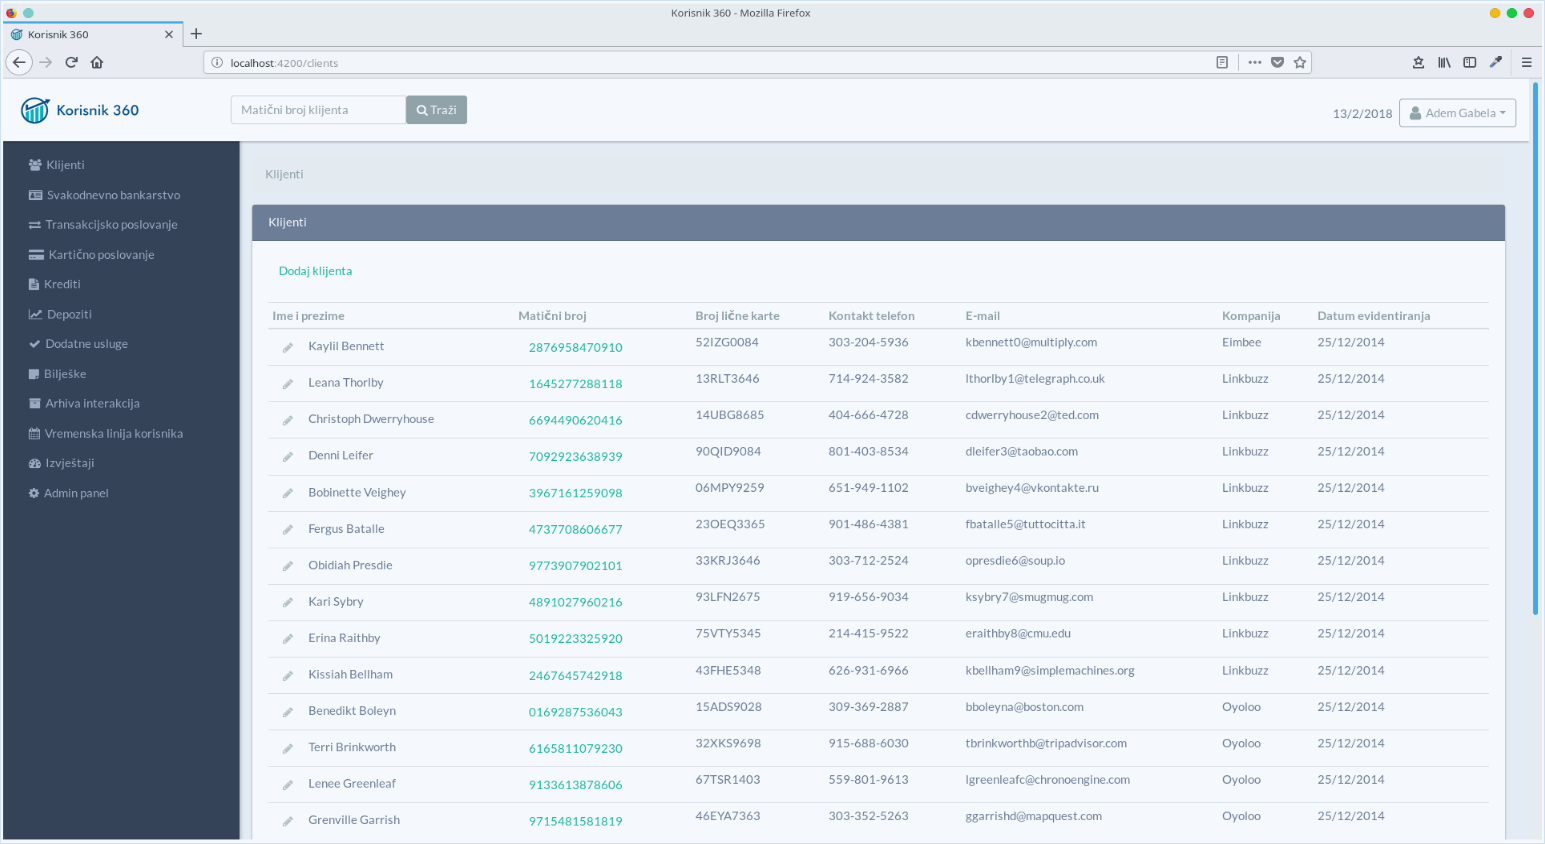 Korisnik 360 - Mozilla Firefox
Korisnik 360
localhost:4200/clients
Korisnik 360
Matični broj klijenta
Traži
13/2/2018
Adem Gabela
Klijenti
Svakodnevno bankarstvo
Transakcijsko poslovanje
Kartično poslovanje
Krediti
Depoziti
Dodatne usluge
Bilješke
Arhiva interakcija
Vremenska linija korisnika
Izvještaji
Admin panel
Klijenti
Klijenti
Dodaj klijenta
Ime i prezime Matični broj Broj lične karte Kontakt telefon E-mail Kompanija Datum evidentiranja
Kaylil Bennett 2876958470910 52IZG0084 303-204-5936 kbennett0@multiply.com Eimbee 25/12/2014
Leana Thorlby 1645277288118 13RLT3646 714-924-3582 lthorlby1@telegraph.co.uk Linkbuzz 25/12/2014
Christoph Dwerryhouse 6694490620416 14UBG8685 404-666-4728 cdwerryhouse2@ted.com Linkbuzz 25/12/2014
Denni Leifer 7092923638939 90QID9084 801-403-8534 dleifer3@taobao.com Linkbuzz 25/12/2014
Bobinette Veighey 3967161259098 06MPY9259 651-949-1102 bveighey4@vkontakte.ru Linkbuzz 25/12/2014
Fergus Batalle 4737708606677 23OEQ3365 901-486-4381 fbatalle5@tuttocitta.it Linkbuzz 25/12/2014
Obidiah Presdie 9773907902101 33KRJ3646 303-712-2524 opresdie6@soup.io Linkbuzz 25/12/2014
Kari Sybry 4891027960216 93LFN2675 919-656-9034 ksybry7@smugmug.com Linkbuzz 25/12/2014
Erina Raithby 5019223325920 75VTY5345 214-415-9522 eraithby8@cmu.edu Linkbuzz 25/12/2014
Kissiah Bellham 2467645742918 43FHE5348 626-931-6966 kbellham9@simplemachines.org Linkbuzz 25/12/2014
Benedikt Boleyn 0169287536043 15ADS9028 309-369-2887 bboleyna@boston.com Oyoloo 25/12/2014
Terri Brinkworth 6165811079230 32XKS9698 915-688-6030 tbrinkworthb@tripadvisor.com Oyoloo 25/12/2014
Lenee Greenleaf 9133613878606 67TSR1403 559-801-9613 lgreenleafc@chronoengine.com Oyoloo 25/12/2014
Grenville Garrish 9715481581819 46EYA7363 303-352-5263 ggarrishd@mapquest.com Oyoloo 25/12/2014